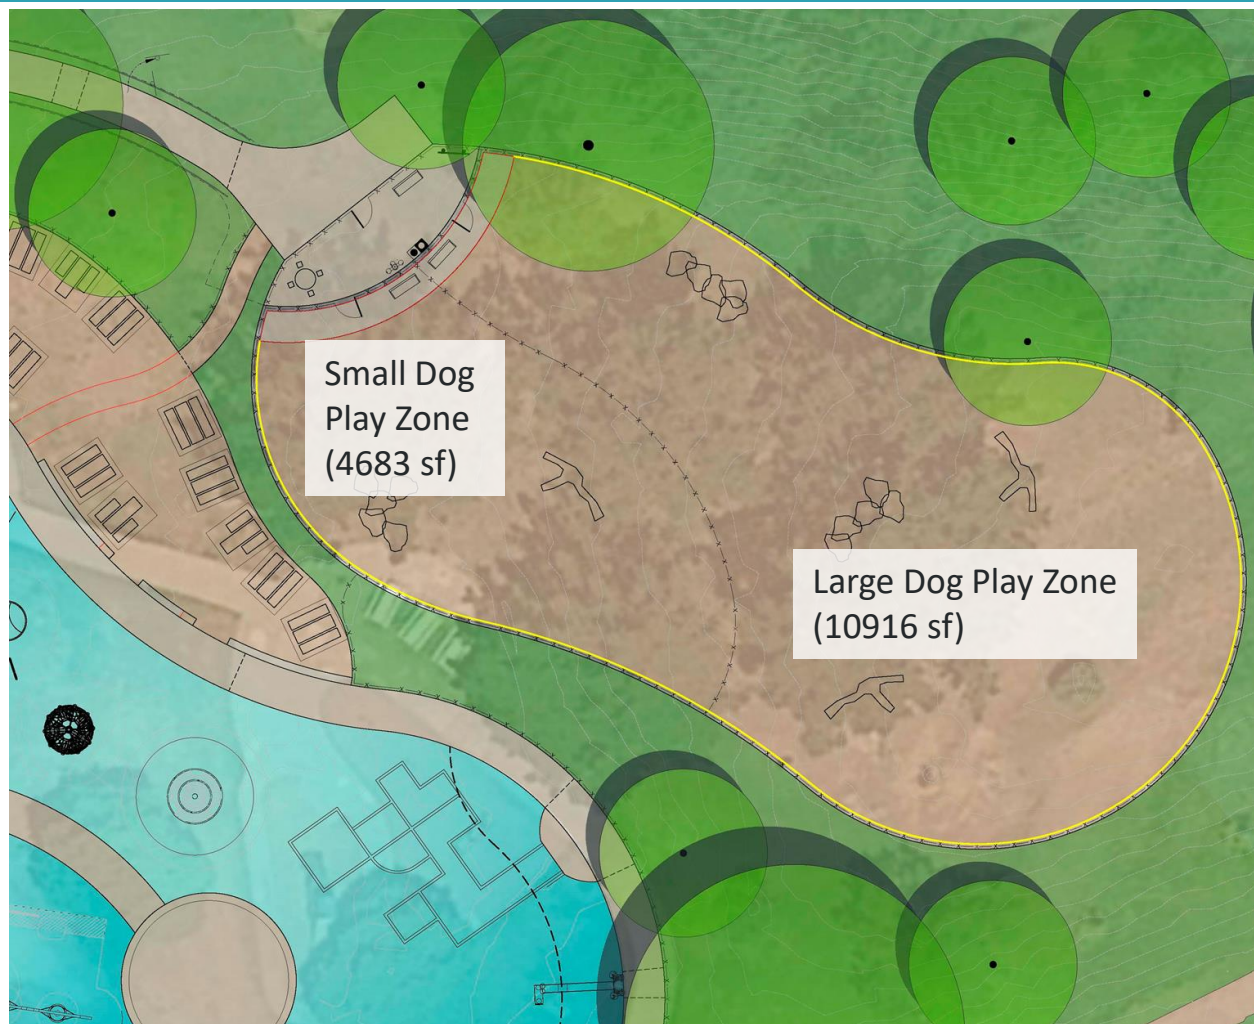 Small Dog
Play Zone
(4683 sf)
Large Dog Play Zone
(10916 sf)